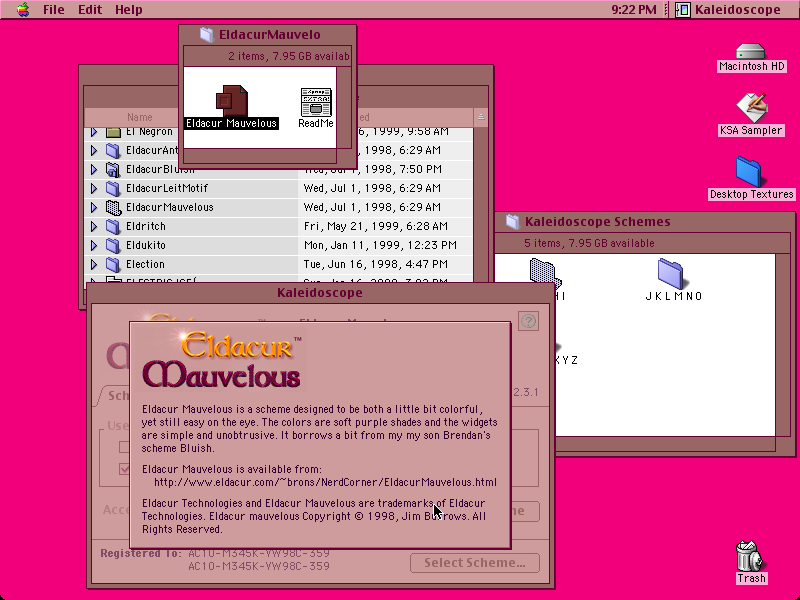 File Edit Help
9:22 PM
Kaleidoscope
EldacurMauvelo
2 items, 7.95 GB availab
Eldacur Mauvelous
ReadMe
Macintosh HD
KSA Sampler
Desktop Textures
Name
El Negron
6, 1999, 9:58 AM
EldacurAnt
1, 1998, 6:29 AM
EldacurBluish
Thu, Jul 1, 1998, 7:50 PM
EldacurLeitMotif
Wed, Jul 1, 1998, 6:29 AM
EldacurMauvelous
Wed, Jul 1, 1998, 6:29 AM
Eldritch
Fri, May 21, 1999, 6:28 AM
Eldukito
Mon, Jan 11, 1999, 12:23 PM
Election
Tue, Jun 16, 1998, 4:47 PM
Kaleidoscope Schemes
5 items, 7.95 GB available
HI
JKLMNO
XYZ
Kaleidoscope
Eldacur™
Mauvelous
2.3.1
Eldacur Mauvelous is a scheme designed to be both a little bit colorful,
yet still easy on the eye. The colors are soft purple shades and the widgets
are simple and unobtrusive. It borrows a bit from my my son Brendan's
scheme Bluish.
Eldacur Mauvelous is available from:
http://www.eldacur.com/~brons/NerdCorner/EldacurMauvelous.html
Eldacur Technologies and Eldacur Mauvelous are trademarks of Eldacur
Technologies. Eldacur mauvelous Copyright © 1998, Jim Burrows. All
Rights Reserved.
Registered To: AC10-M345K-YW98C-359
AC10-M345K-YW98C-359
Select Scheme...
Trash